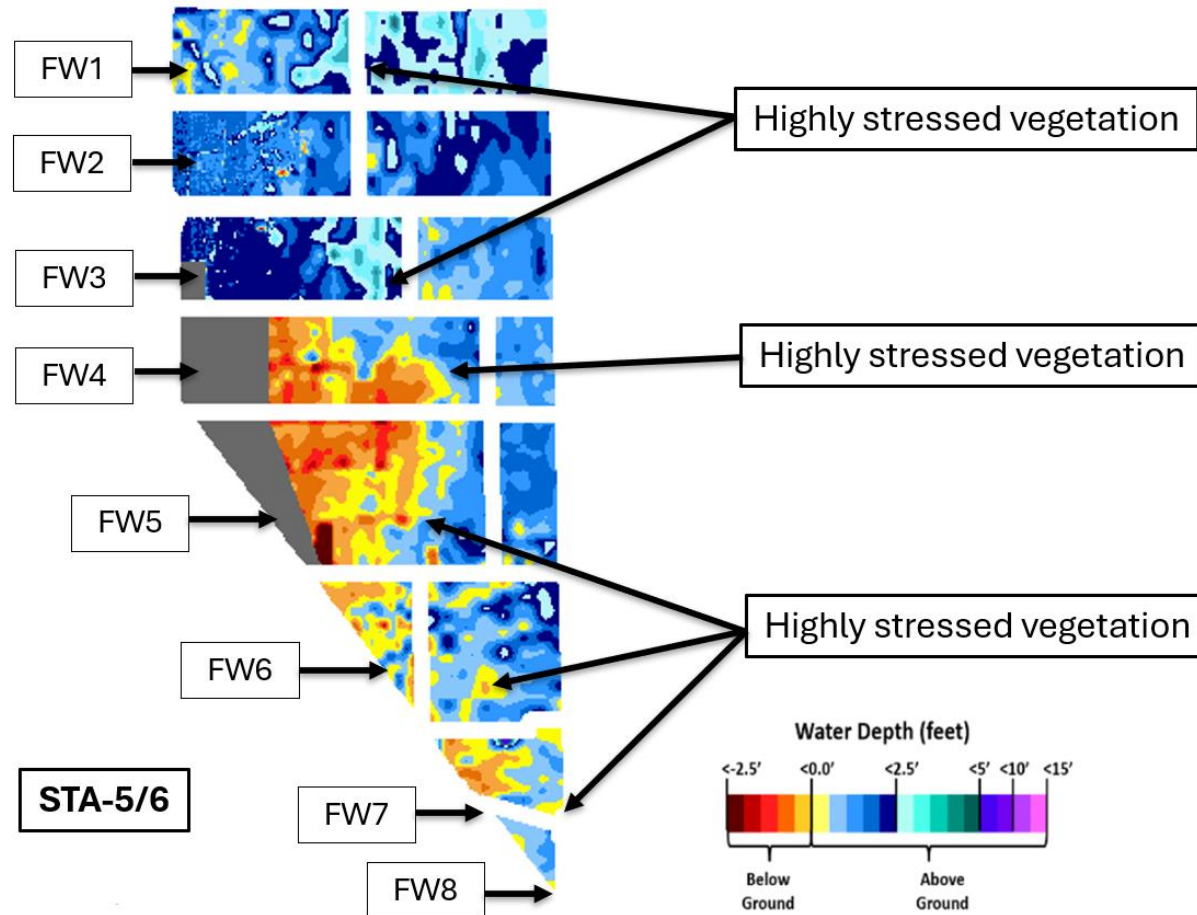 FW1
Highly stressed vegetation
FW2
FW3
Highly stressed vegetation
FW4
FW5
Highly stressed vegetation
FW6
Water Depth (feet)
<-2.5' <0.0' <2.5' <5' <10' <15'
STA-5/6
FW7
Below Ground
Above Ground
FW8